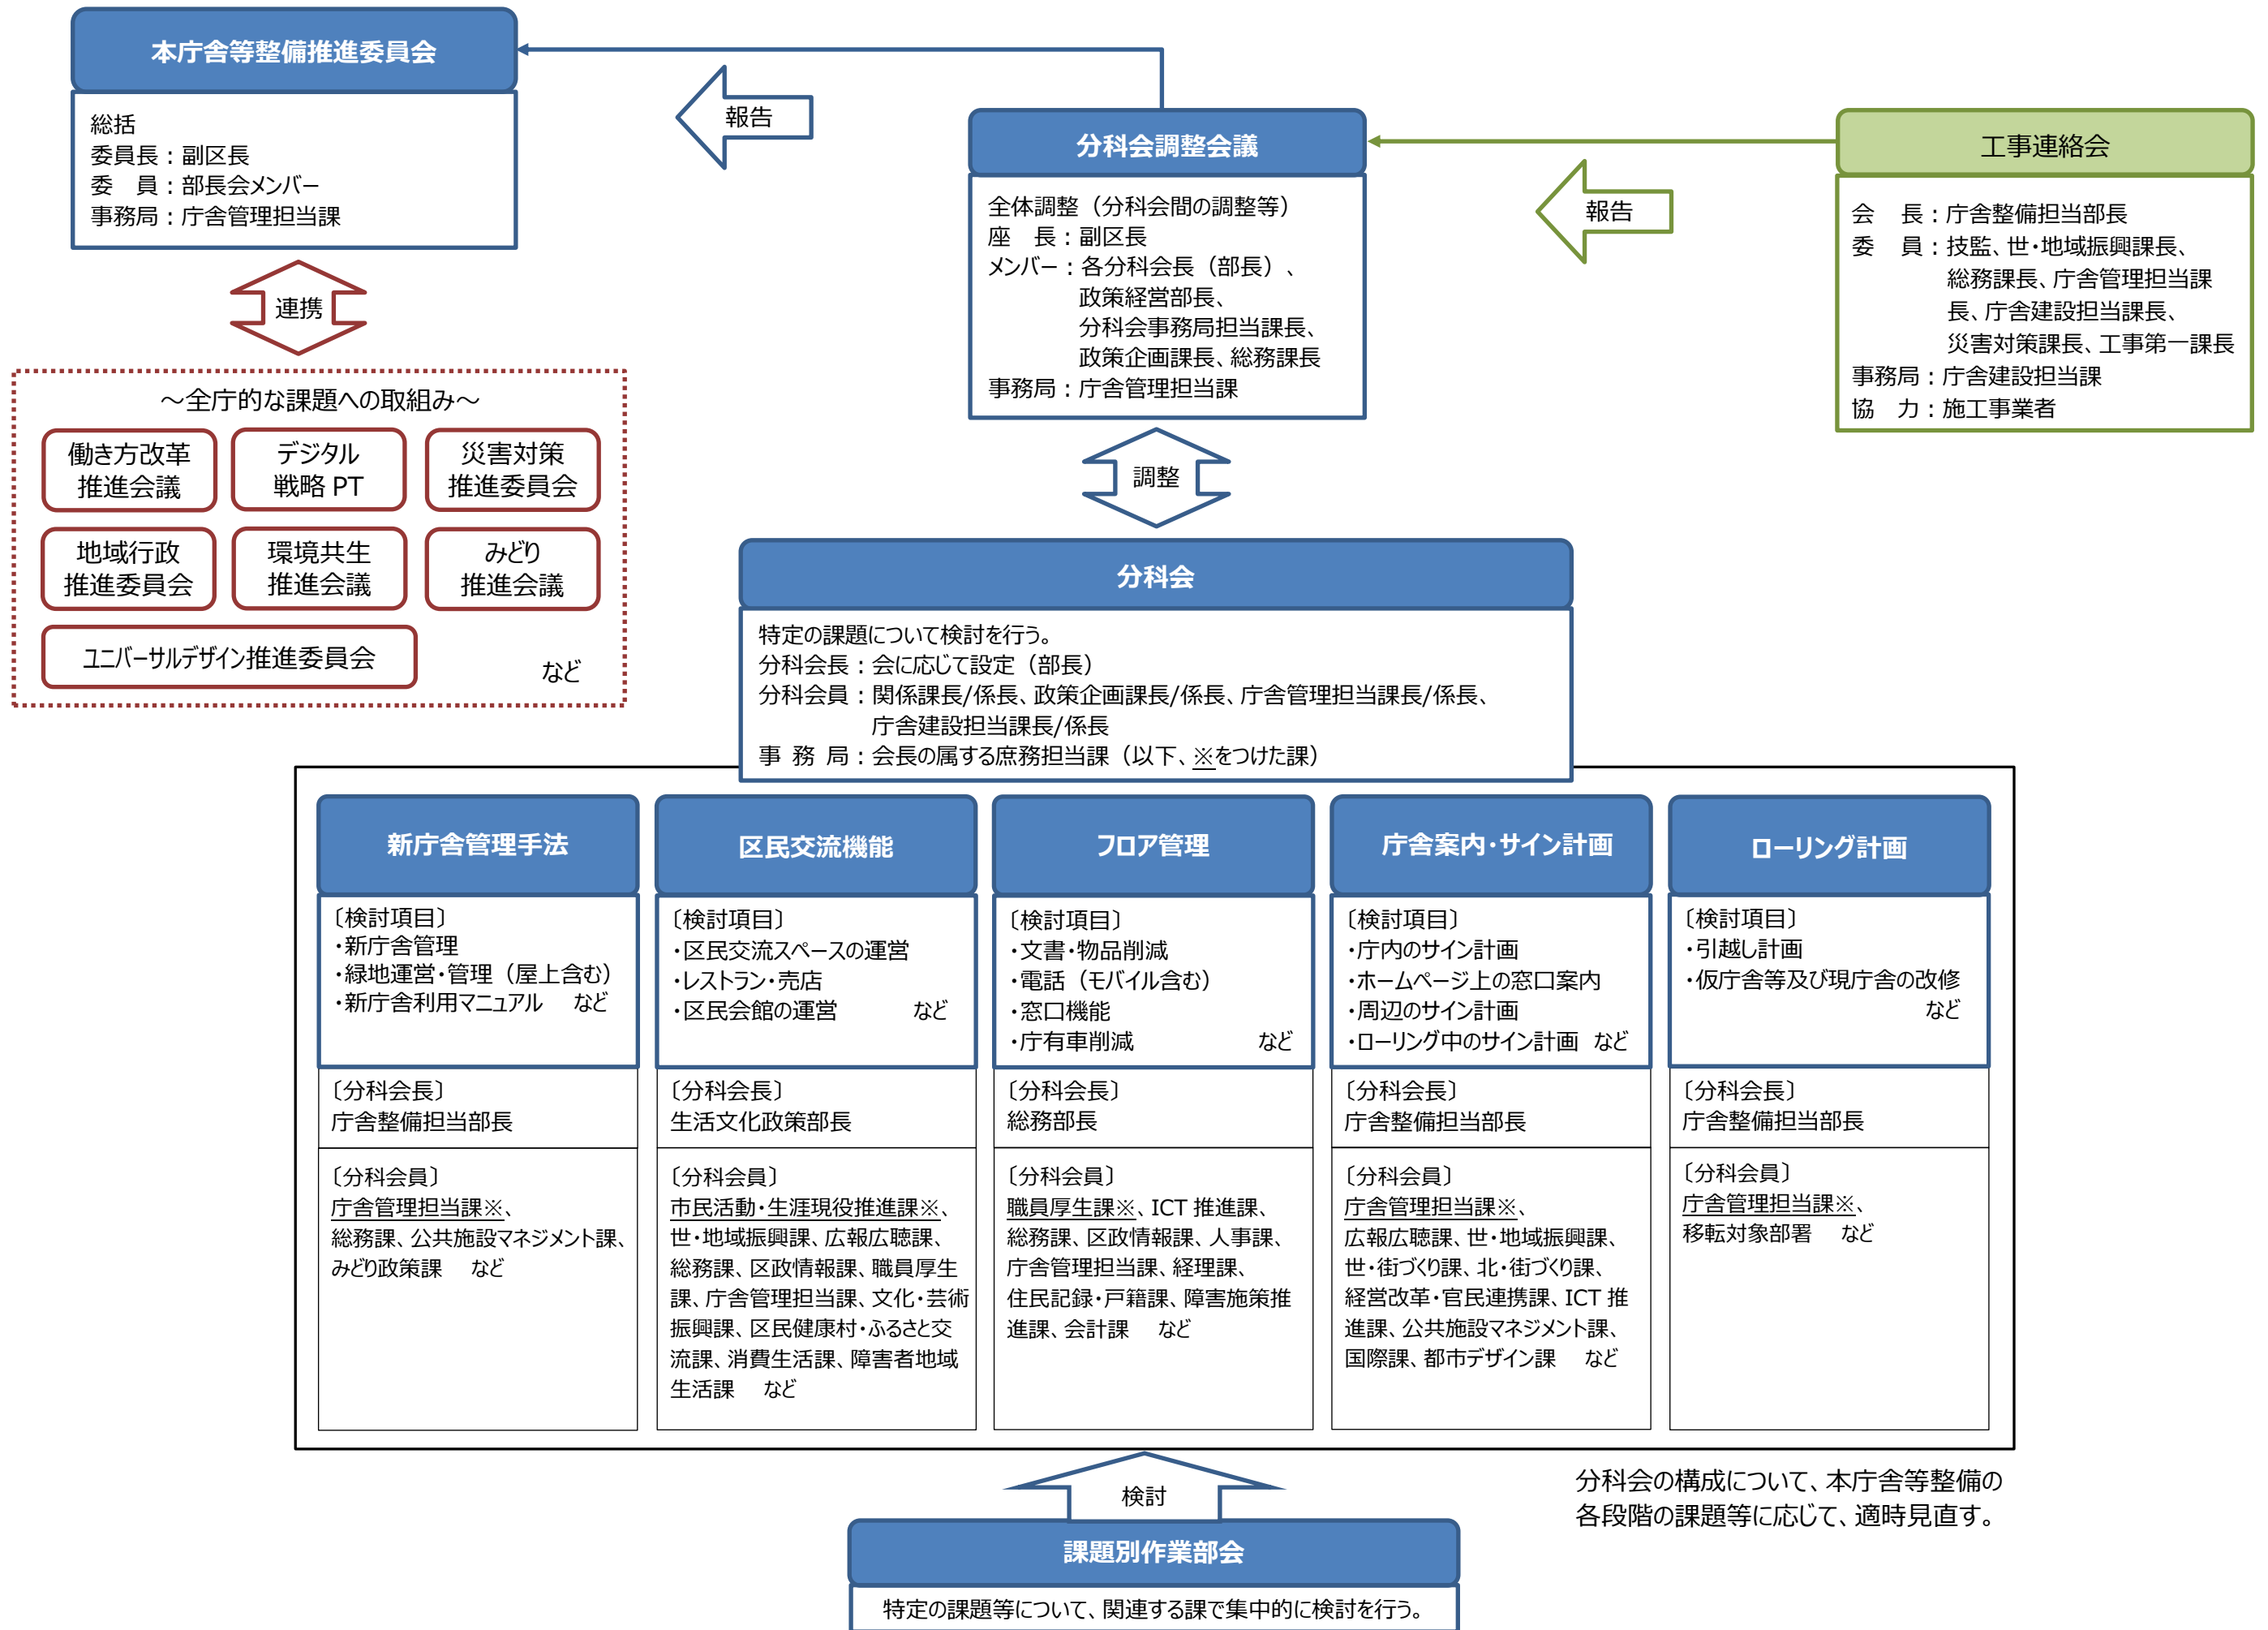 本庁舎等整備推進委員会
総括
委員長：副区長
委　員：部長会メンバー
事務局：庁舎管理担当課
報告
分科会調整会議
全体調整（分科会間の調整等）
座　長：副区長
メンバー：各分科会長（部長）、
政策経営部長、
分科会事務局担当課長、
政策企画課長、総務課長
事務局：庁舎管理担当課
報告
工事連絡会
会　長：庁舎整備担当部長
委　員：技監、世・地域振興課長、
総務課長、庁舎管理担当課
長、庁舎建設担当課長、
災害対策課長、工事第一課長
事務局：庁舎建設担当課
協　力：施工事業者
連携
～全庁的な課題への取組み～
働き方改革
推進会議
デジタル
戦略 PT
災害対策
推進委員会
地域行政
推進委員会
環境共生
推進会議
みどり
推進会議
ユニバーサルデザイン推進委員会
など
調整
分科会
特定の課題について検討を行う。
分科会長：会に応じて設定（部長）
分科会員：関係課長/係長、政策企画課長/係長、庁舎管理担当課長/係長、
庁舎建設担当課長/係長
事 務 局：会長の属する庶務担当課（以下、※をつけた課）
新庁舎管理手法
〔検討項目〕
・新庁舎管理
・緑地運営・管理（屋上含む）
・新庁舎利用マニュアル　など
〔分科会長〕
庁舎整備担当部長
〔分科会員〕
庁舎管理担当課※、
総務課、公共施設マネジメント課、
みどり政策課　など
区民交流機能
〔検討項目〕
・区民交流スペースの運営
・レストラン・売店
・区民会館の運営　など
〔分科会長〕
生活文化政策部長
〔分科会員〕
市民活動・生涯現役推進課※、
世・地域振興課、広報広聴課、
総務課、区政情報課、職員厚生
課、庁舎管理担当課、文化・芸術
振興課、区民健康村・ふるさと交
流課、消費生活課、障害者地域
生活課　など
フロア管理
〔検討項目〕
・文書・物品削減
・電話（モバイル含む）
・窓口機能
・庁有車削減　など
〔分科会長〕
総務部長
〔分科会員〕
職員厚生課※、ICT 推進課、
総務課、区政情報課、人事課、
庁舎管理担当課、経理課、
住民記録・戸籍課、障害施策推
進課、会計課　など
庁舎案内・サイン計画
〔検討項目〕
・庁内のサイン計画
・ホームページ上の窓口案内
・周辺のサイン計画
・ローリング中のサイン計画　など
〔分科会長〕
庁舎整備担当部長
〔分科会員〕
庁舎管理担当課※、
広報広聴課、世・地域振興課、
世・街づくり課、北・街づくり課、
経営改革・官民連携課、ICT 推
進課、公共施設マネジメント課、
国際課、都市デザイン課　など
ローリング計画
〔検討項目〕
・引越し計画
・仮庁舎等及び現庁舎の改修
など
〔分科会長〕
庁舎整備担当部長
〔分科会員〕
庁舎管理担当課※、
移転対象部署　など
検討
分科会の構成について、本庁舎等整備の
各段階の課題等に応じて、適時見直す。
課題別作業部会
特定の課題等について、関連する課で集中的に検討を行う。